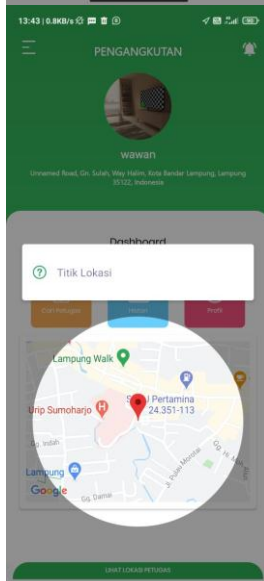 13:43 | 0.8KB/s
PENGANGKUTAN
wawan
Unnamed Road, Gn. Sulah, Way Halim, Kota Bandar Lampung, Lampung
35122, Indonesia
Dashboard
Titik Lokasi
Cari Petugas
Profil
Lampung Walk
Pertamina
24.351-113
Urip Sumoharjo
Gg. Indah
Lampung
Google
Gg. Damai
LIHAT LOKASI PETUGAS